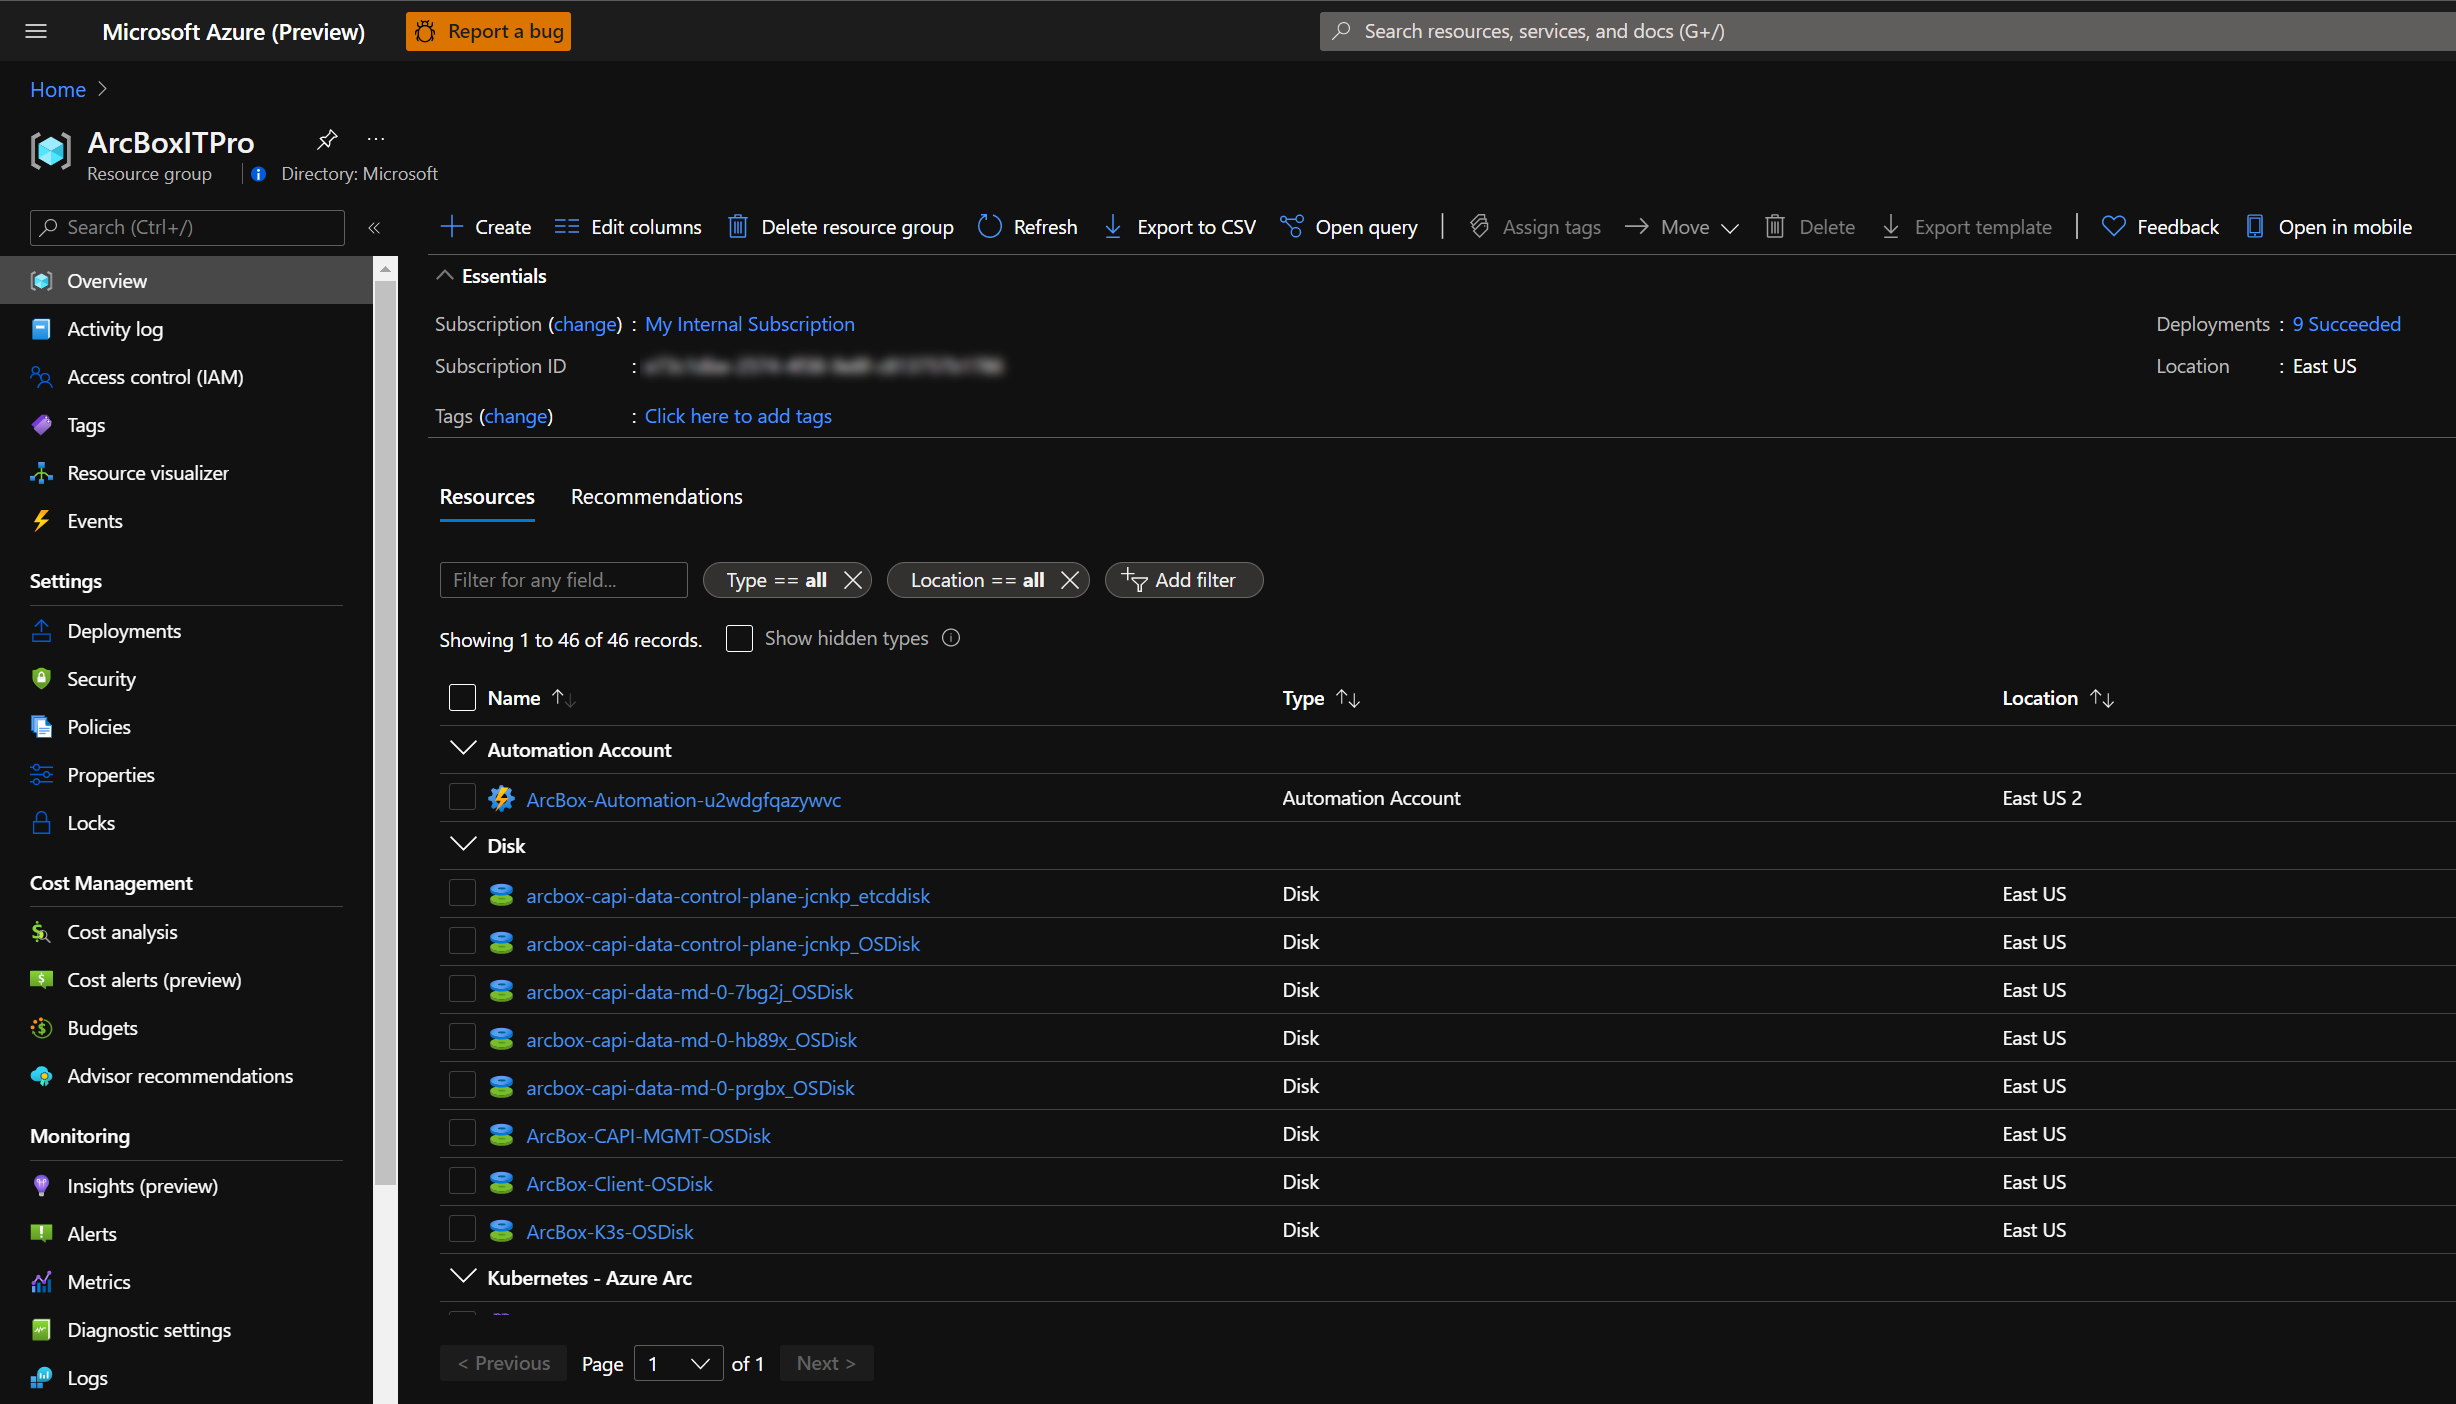 Microsoft Azure (Preview)
Report a bug
Search resources, services, and docs (G+/)
Home
ArcBoxITPro
Resource group
Directory: Microsoft
Search (Ctrl+/)
Create
Edit columns
Delete resource group
Refresh
Export to CSV
Open query
Assign tags
Move
Delete
Export template
Feedback
Open in mobile
Overview
Activity log
Access control (IAM)
Tags
Resource visualizer
Events
Settings
Deployments
Security
Policies
Properties
Locks
Cost Management
Cost analysis
Cost alerts (preview)
Budgets
Advisor recommendations
Monitoring
Insights (preview)
Alerts
Metrics
Diagnostic settings
Logs
Essentials
Subscription (change) : My Internal Subscription
Subscription ID :
Tags (change) : Click here to add tags
Deployments : 9 Succeeded
Location : East US
Resources
Recommendations
Filter for any field...
Type == all
Location == all
Add filter
Showing 1 to 46 of 46 records.
Show hidden types
Name Type Location
Automation Account
ArcBox-Automation-u2wdgfqazywvc Automation Account East US 2
Disk
arcbox-capi-data-control-plane-jcnkp_etcddisk Disk East US
arcbox-capi-data-control-plane-jcnkp_OSDisk Disk East US
arcbox-capi-data-md-0-7bg2j_OSDisk Disk East US
arcbox-capi-data-md-0-hb89x_OSDisk Disk East US
arcbox-capi-data-md-0-prgbx_OSDisk Disk East US
ArcBox-CAPI-MGMT-OSDisk Disk East US
ArcBox-Client-OSDisk Disk East US
ArcBox-K3s-OSDisk Disk East US
Kubernetes - Azure Arc
< Previous Page 1 of 1 Next >